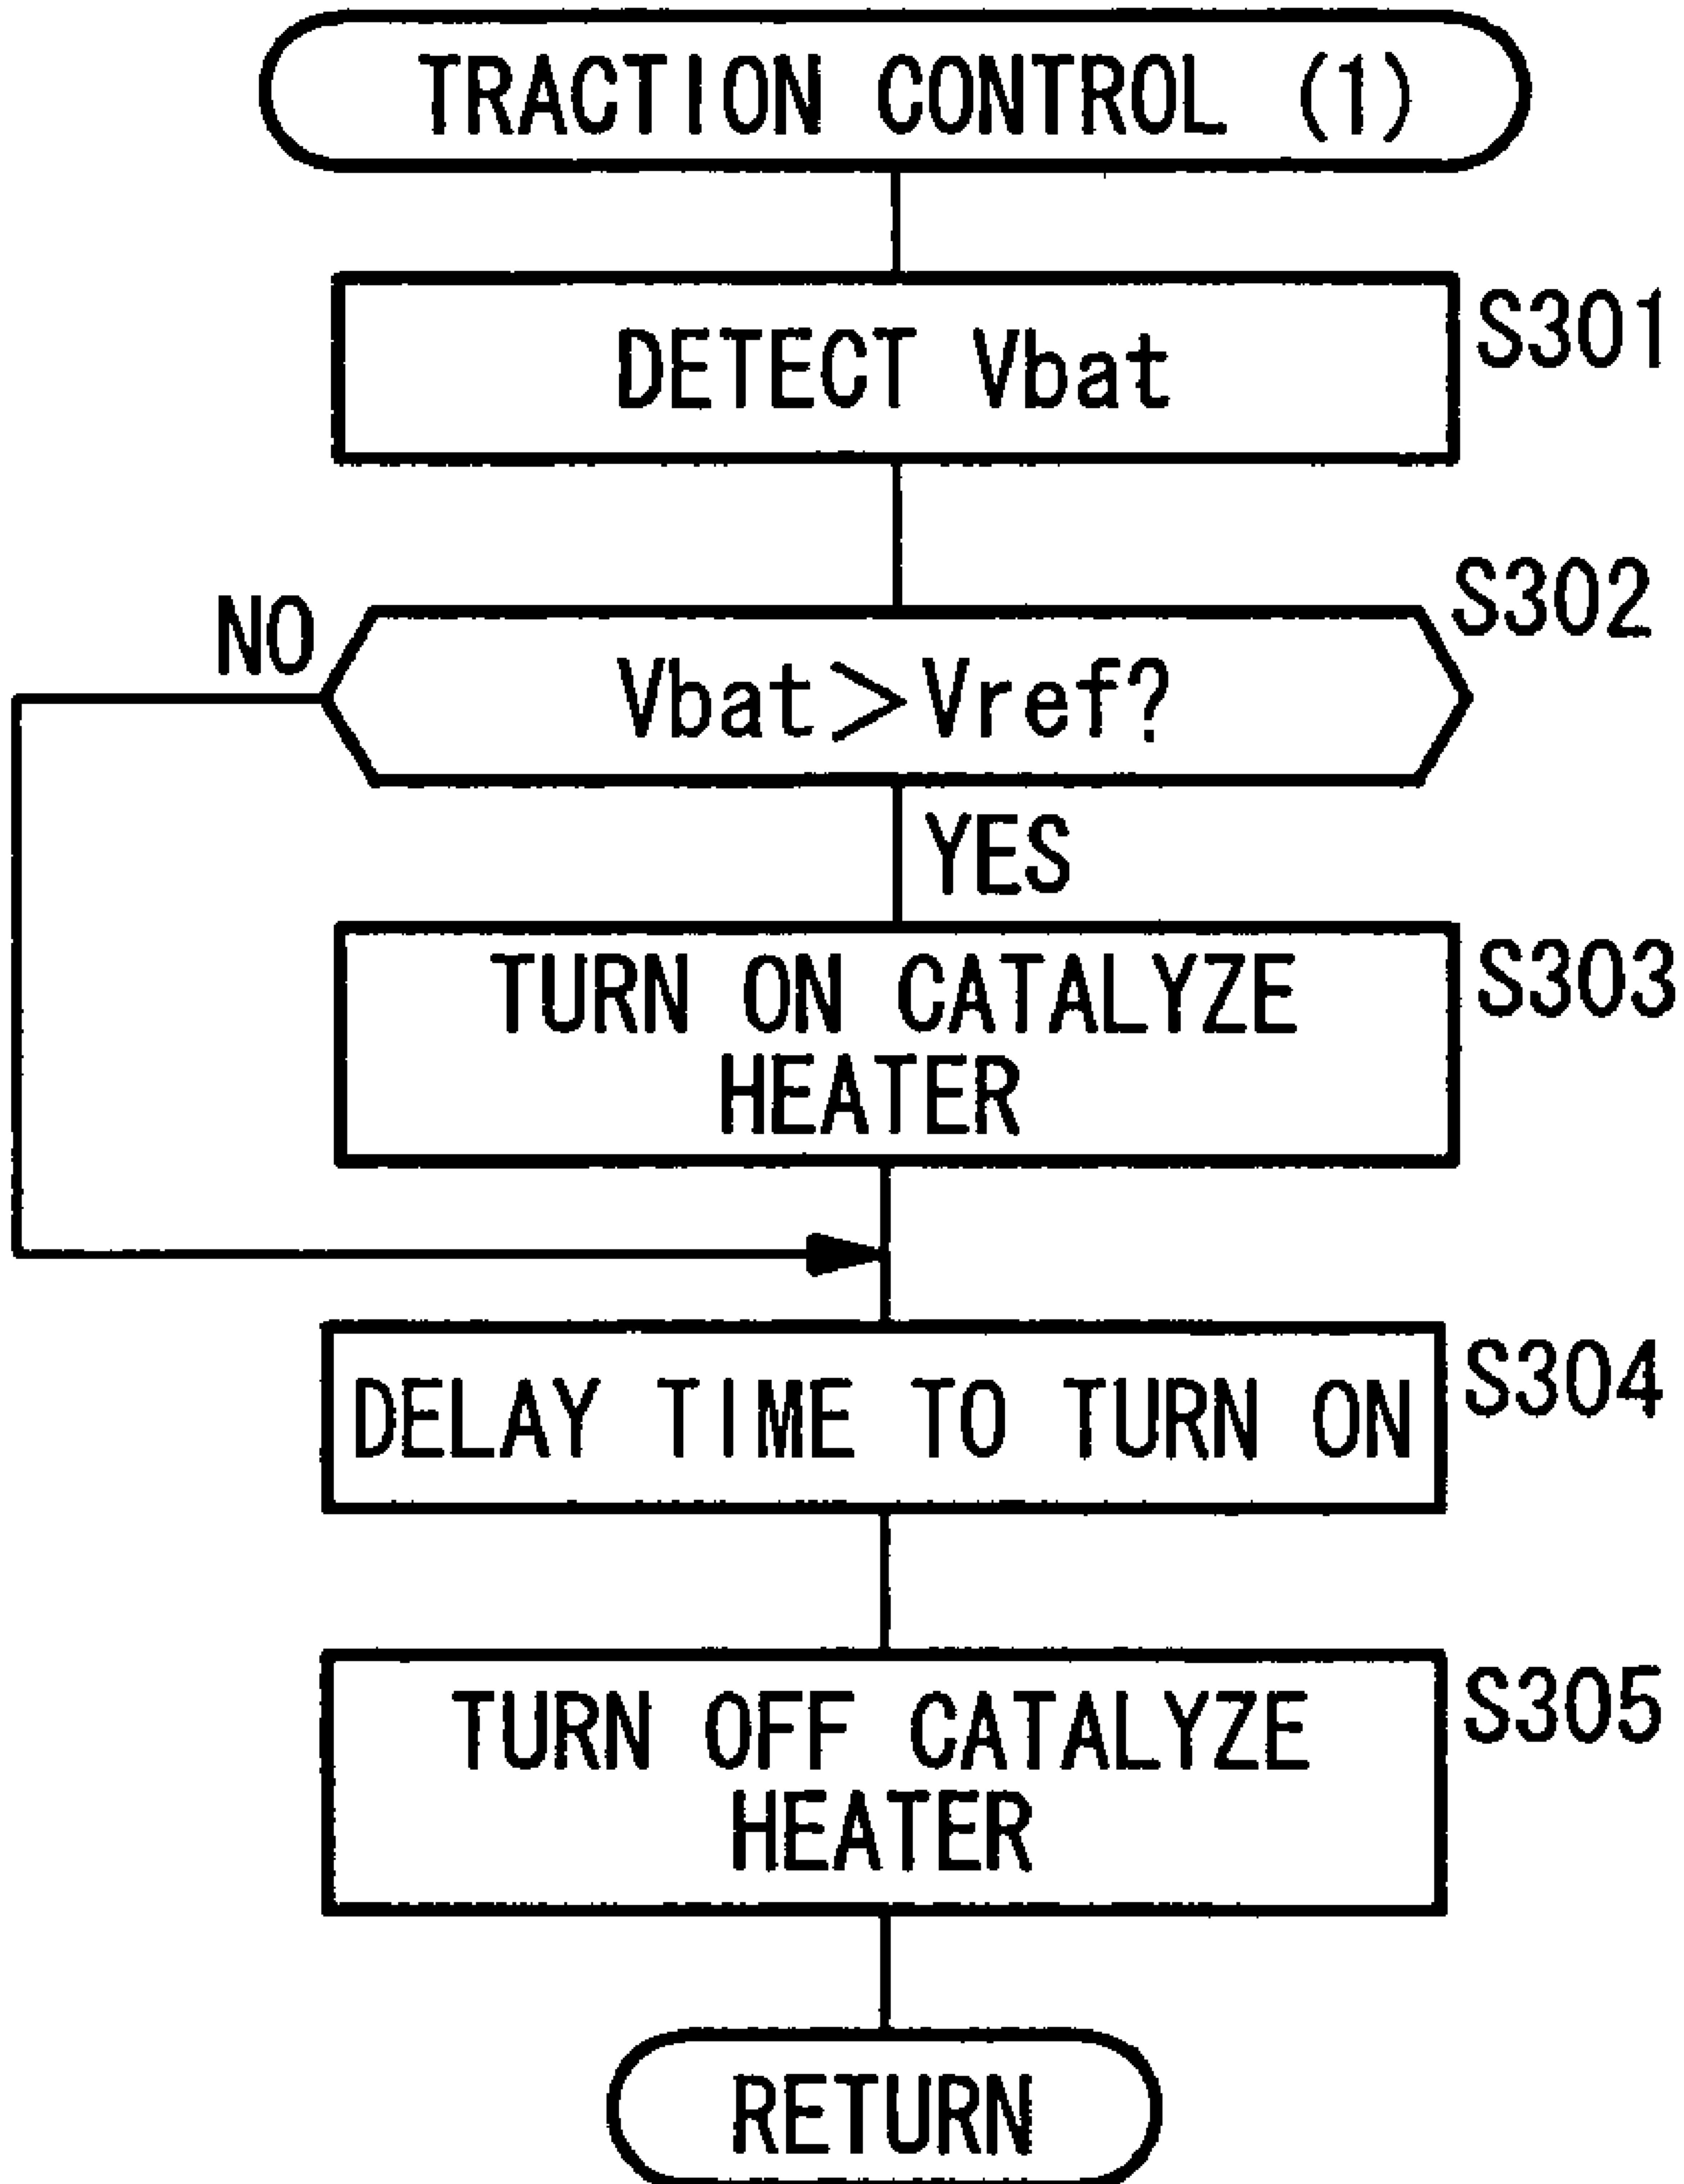 TRACTION CONTROL (1)
DETECT Vbat
S301
S302
NO
Vbat>Vref?
YES
TURN ON CATALYZE
HEATER
S303
DELAY TIME TO TURN ON
S304
TURN OFF CATALYZE
HEATER
S305
RETURN